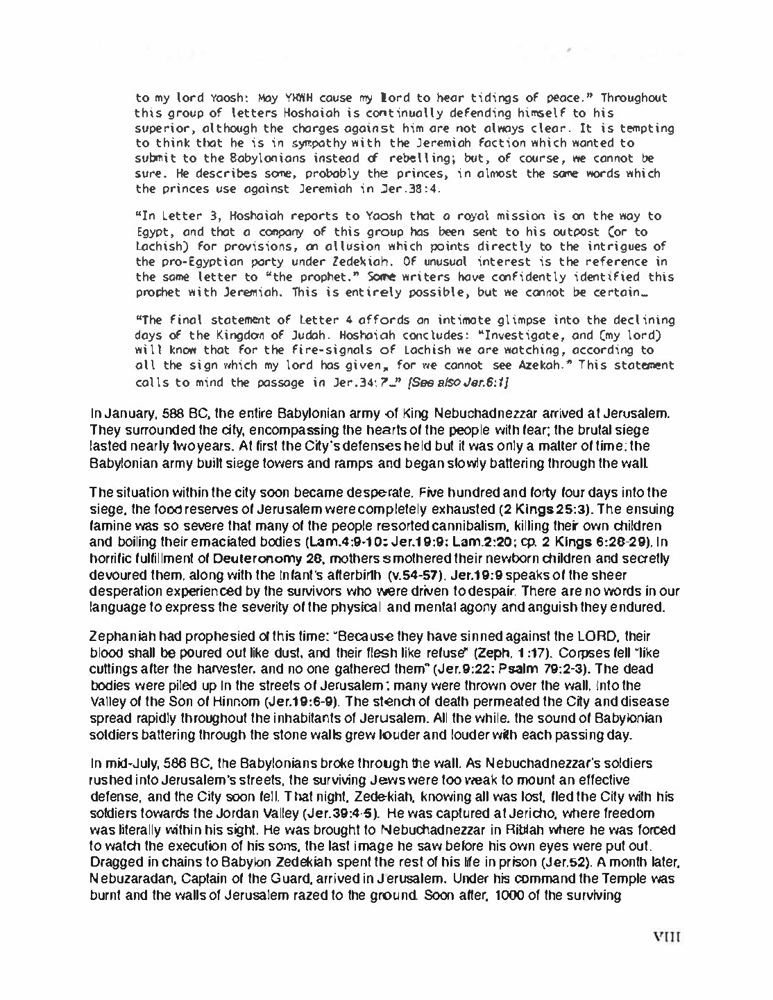 to my lord Yaosh: May YHWH cause my lord to hear tidings of peace.” Throughout
this group of letters Hoshaiah is continually defending himself to his
superior, although the charges against him are not always clear. It is tempting
to think that he is in sympathy with the Jeremiah faction which wanted to
submit to the Babylonians instead of rebelling; but, of course, we cannot be
sure. He describes some, probably the princes, in almost the same words which
the princes use against Jeremiah in Jer.38:4.
“In Letter 3, Hoshaiah reports to Yaosh that a royal mission is on the way to
Egypt, and that a company of this group has been sent to his outpost (or to
Lachish) for provisions, an allusion which points directly to the intrigues of
the pro-Egyptian party under Zedekiah. Of unusual interest is the reference in
the same letter to “the prophet.” Some writers have confidently identified this
prophet with Jeremiah. This is entirely possible, but we cannot be certain…
“The final statement of Letter 4 affords an intimate glimpse into the declining
days of the Kingdom of Judah. Hoshaiah concludes: “Investigate, and (my lord)
will know that for the fire-signals of Lachish we are watching, according to
all the sign which my lord has given, for we cannot see Azekah.” This statement
calls to mind the passage in Jer.34:7…” [See also Jer.6:1]
In January, 588 BC, the entire Babylonian army of King Nebuchadnezzar arrived at Jerusalem.
They surrounded the city, encompassing the hearts of the people with fear; the brutal siege
lasted nearly two years. At first the City's defenses held but it was only a matter of time; the
Babylonian army built siege towers and ramps and began slowly battering through the wall.
The situation within the city soon became desperate. Five hundred and forty four days into the
siege, the food reserves of Jerusalem were completely exhausted (2 Kings 25:3). The ensuing
famine was so severe that many of the people resorted cannibalism, killing their own children
and boiling their emaciated bodies (Lam.4:9-10; Jer.19:9; Lam.2:20; cp. 2 Kings 6:28-29). In
horrific fulfillment of Deuteronomy 28, mothers smothered their newborn children and secretly
devoured them, along with the Infant's afterbirth (v.54-57). Jer.19:9 speaks of the sheer
desperation experienced by the survivors who were driven to despair. There are no words in our
language to express the severity of the physical and mental agony and anguish they endured.
Zephaniah had prophesied of this time: “Because they have sinned against the LORD, their
blood shall be poured out like dust, and their flesh like refuse” (Zeph. 1:17). Corpses fell “like
cuttings after the harvester, and no one gathered them” (Jer.9:22; Psalm 79:2-3). The dead
bodies were piled up In the streets of Jerusalem; many were thrown over the wall, into the
Valley of the Son of Hinnom (Jer.19:6-9). The stench of death permeated the City and disease
spread rapidly throughout the inhabitants of Jerusalem. All the while, the sound of Babylonian
soldiers battering through the stone walls grew louder and louder with each passing day.
In mid-July, 586 BC, the Babylonians broke through the wall. As Nebuchadnezzar's soldiers
rushed into Jerusalem's streets, the surviving Jews were too weak to mount an effective
defense, and the City soon fell. That night, Zedekiah, knowing all was lost, fled the City with his
soldiers towards the Jordan Valley (Jer.39:4-5). He was captured at Jericho, where freedom
was literally within his sight. He was brought to Nebuchadnezzar in Riblah where he was forced
to watch the execution of his sons, the last image he saw before his own eyes were put out.
Dragged in chains to Babylon Zedekiah spent the rest of his life in prison (Jer.52). A month later,
Nebuzaradan, Captain of the Guard, arrived in Jerusalem. Under his command the Temple was
burnt and the walls of Jerusalem razed to the ground. Soon after, 1000 of the surviving
VIII